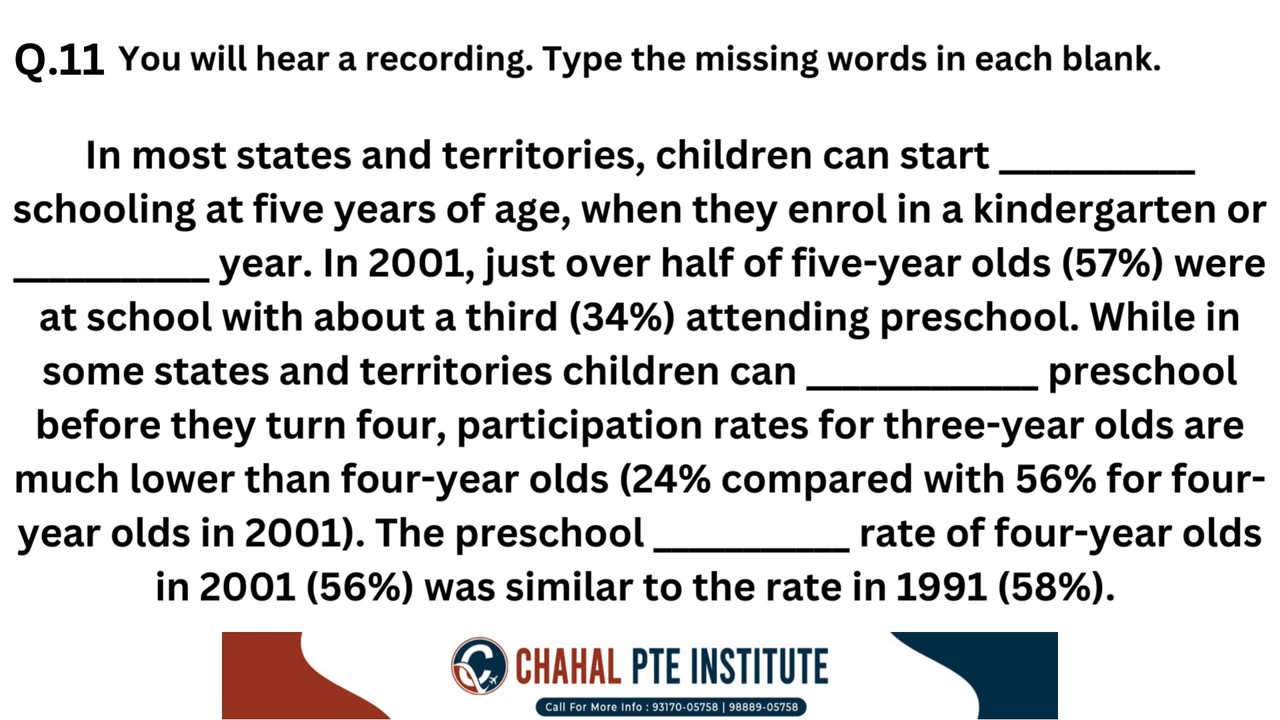 Q.11 You will hear a recording. Type the missing words in each blank.
In most states and territories, children can start __________
schooling at five years of age, when they enrol in a kindergarten or
__________ year. In 2001, just over half of five-year olds (57%) were
at school with about a third (34%) attending preschool. While in
some states and territories children can ____________ preschool
before they turn four, participation rates for three-year olds are
much lower than four-year olds (24% compared with 56% for four-
year olds in 2001). The preschool __________ rate of four-year olds
in 2001 (56%) was similar to the rate in 1991 (58%).
CHAHAL PTE INSTITUTE
Call For More Info : 93170-05758 | 98889-05758